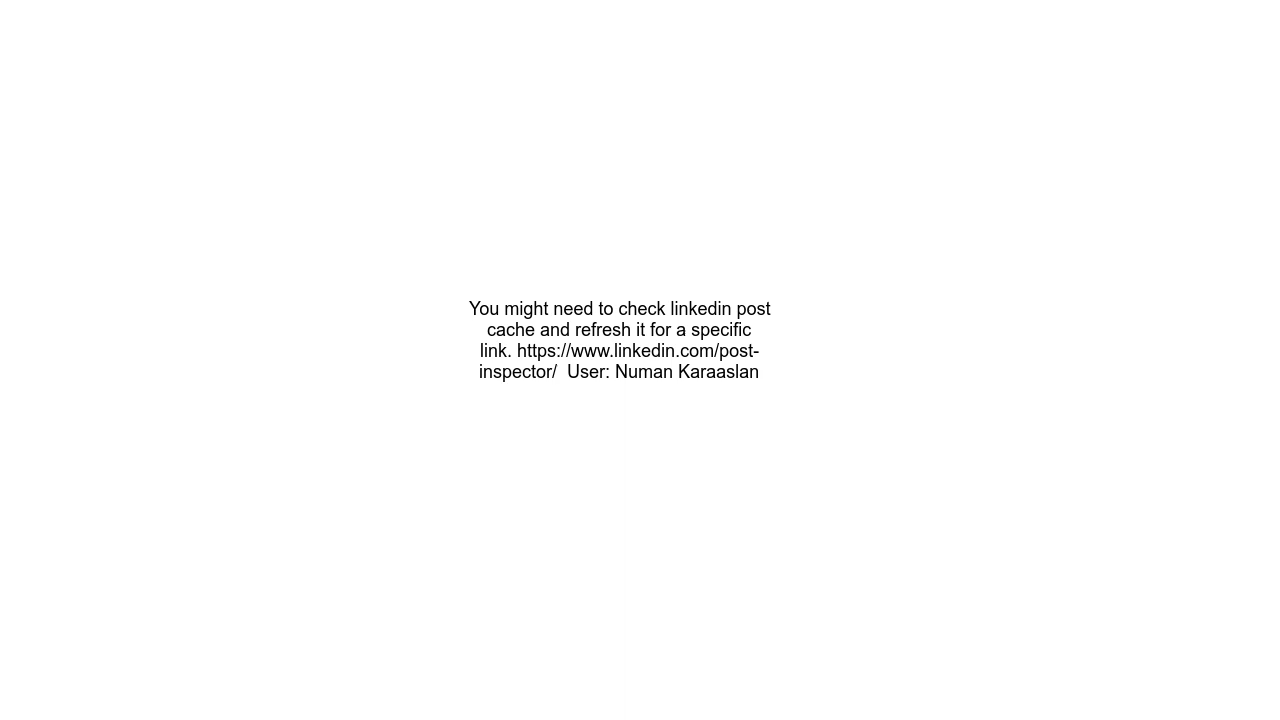 You might need to check linkedin post
cache and refresh it for a specific
link. https://www.linkedin.com/post-
inspector/  User: Numan Karaaslan